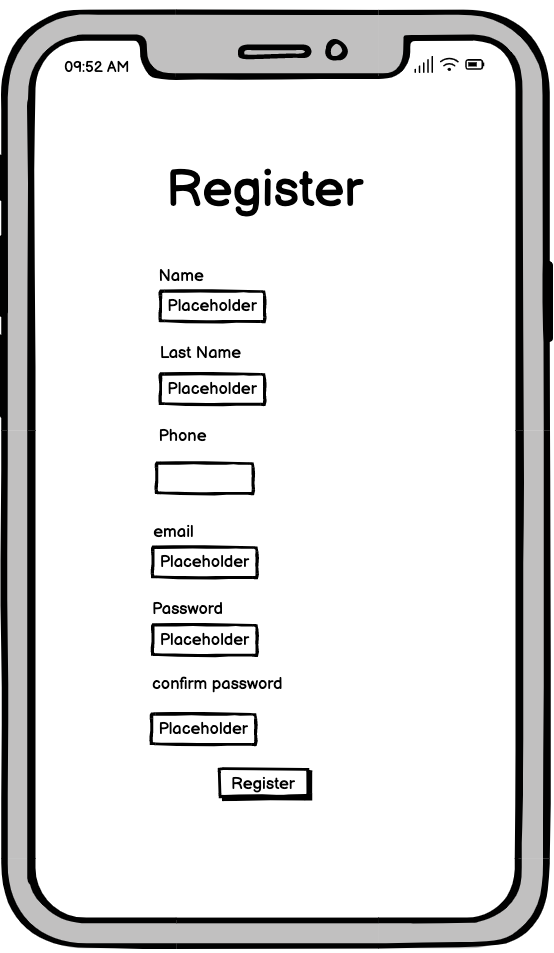 09:52 AM
Register
Name
Placeholder
Last Name
Placeholder
Phone
email
Placeholder
Password
Placeholder
confirm password
Placeholder
Register